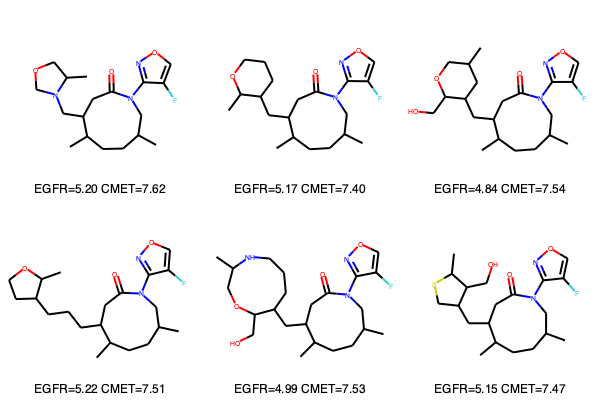 EGFR=5.20 CMET=7.62
EGFR=5.17 CMET=7.40
EGFR=4.84 CMET=7.54
EGFR=5.22 CMET=7.51
EGFR=4.99 CMET=7.53
EGFR=5.15 CMET=7.47